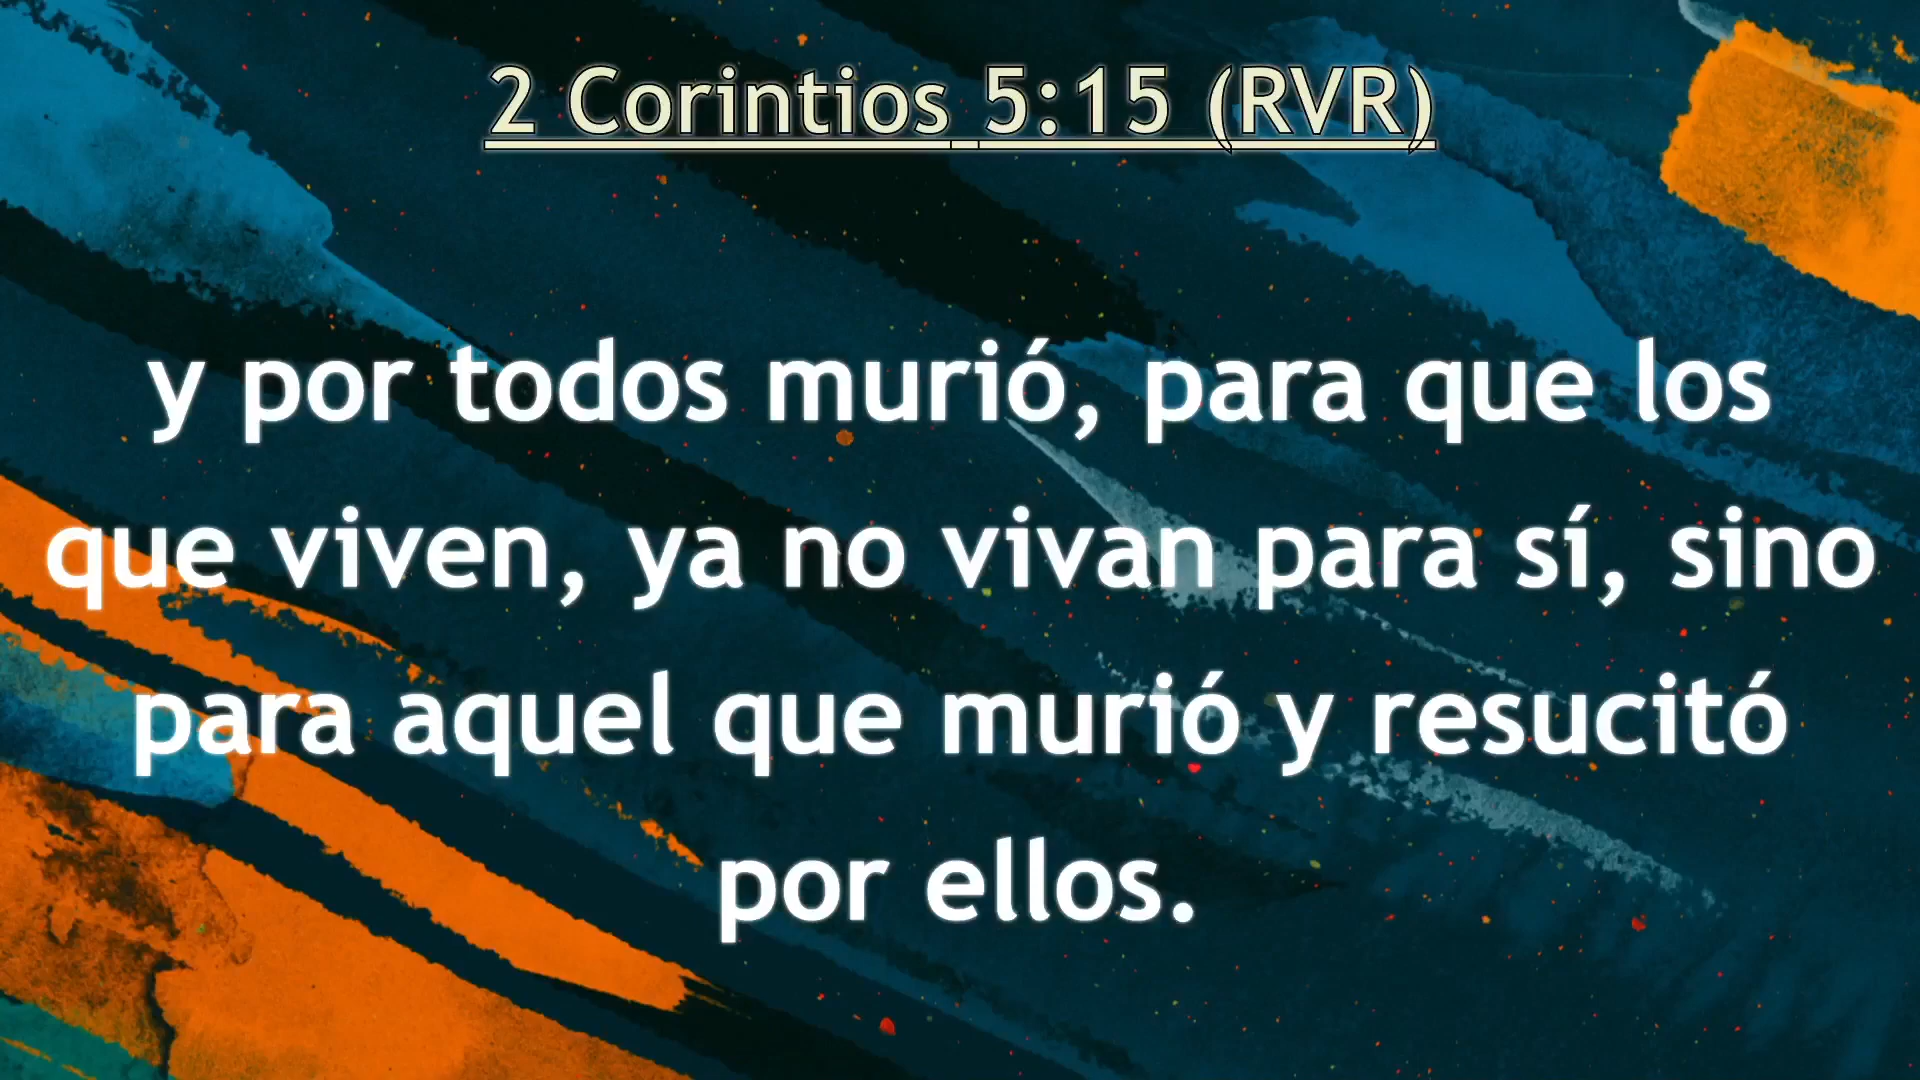 2 Corintios 5:15 (RVR)
y por todos murió, para que los
que viven, ya no vivan para sí, sino
para aquel que murió y resucitó
por ellos.